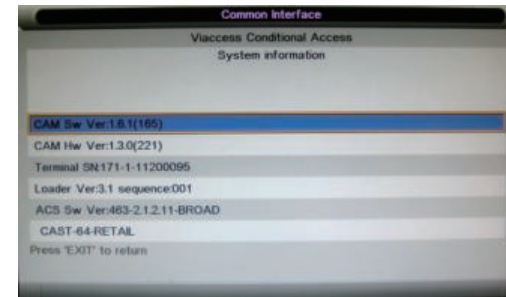 Common Interface
Viaccess Conditional Access
System information
CAM Sw Ver:1.6.1(165)
CAM Hw Ver:1.3.0(221)
Terminal SN:171-1-11200095
Loader Ver:3.1 sequence:001
ACS Sw Ver:463-2.1.2.11-BROAD
CAST-64-RETAIL
Press 'EXIT' to return